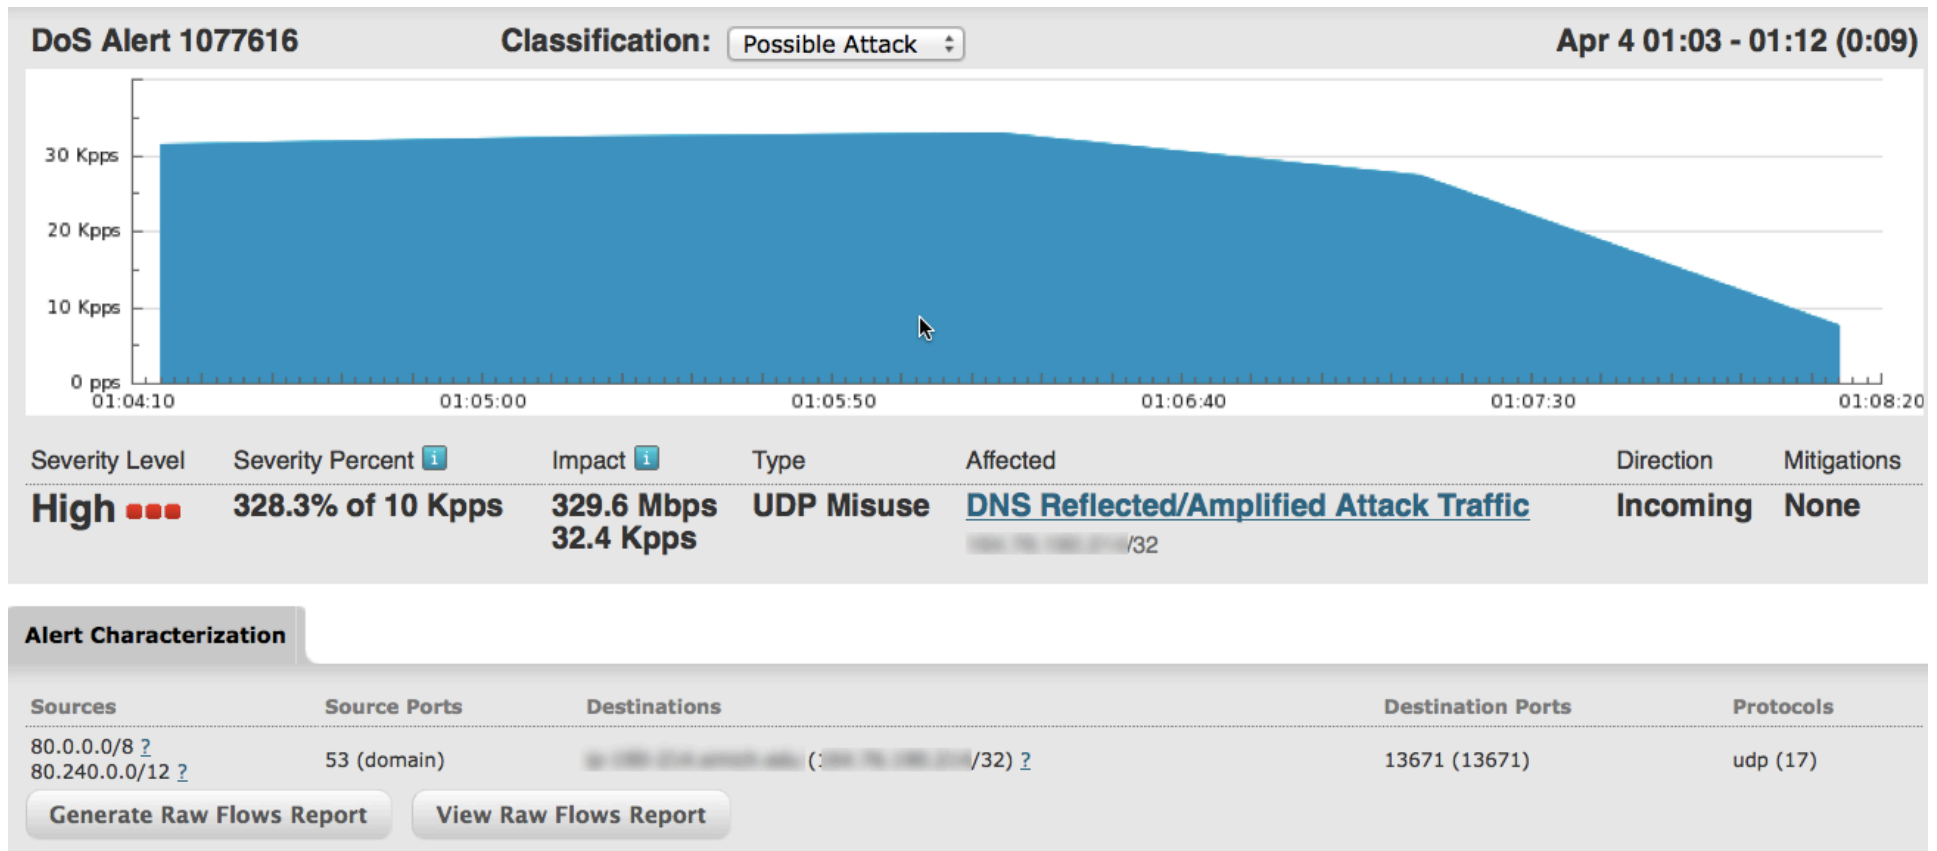 DoS Alert 1077616 Classification: Possible Attack Apr 4 01:03 - 01:12 (0:09)
30 Kpps
20 Kpps
10 Kpps
0 pps
01:04:10 01:05:00 01:05:50 01:06:40 01:07:30 01:08:20
Severity Level Severity Percent i Impact i Type Affected Direction Mitigations
High 328.3% of 10 Kpps 329.6 Mbps UDP Misuse DNS Reflected/Amplified Attack Traffic Incoming None
32.4 Kpps /32
Alert Characterization
Sources Source Ports Destinations Destination Ports Protocols
80.0.0.0/8 ?
80.240.0.0/12 ? 53 (domain) ( /32) ? 13671 (13671) udp (17)
Generate Raw Flows Report View Raw Flows Report